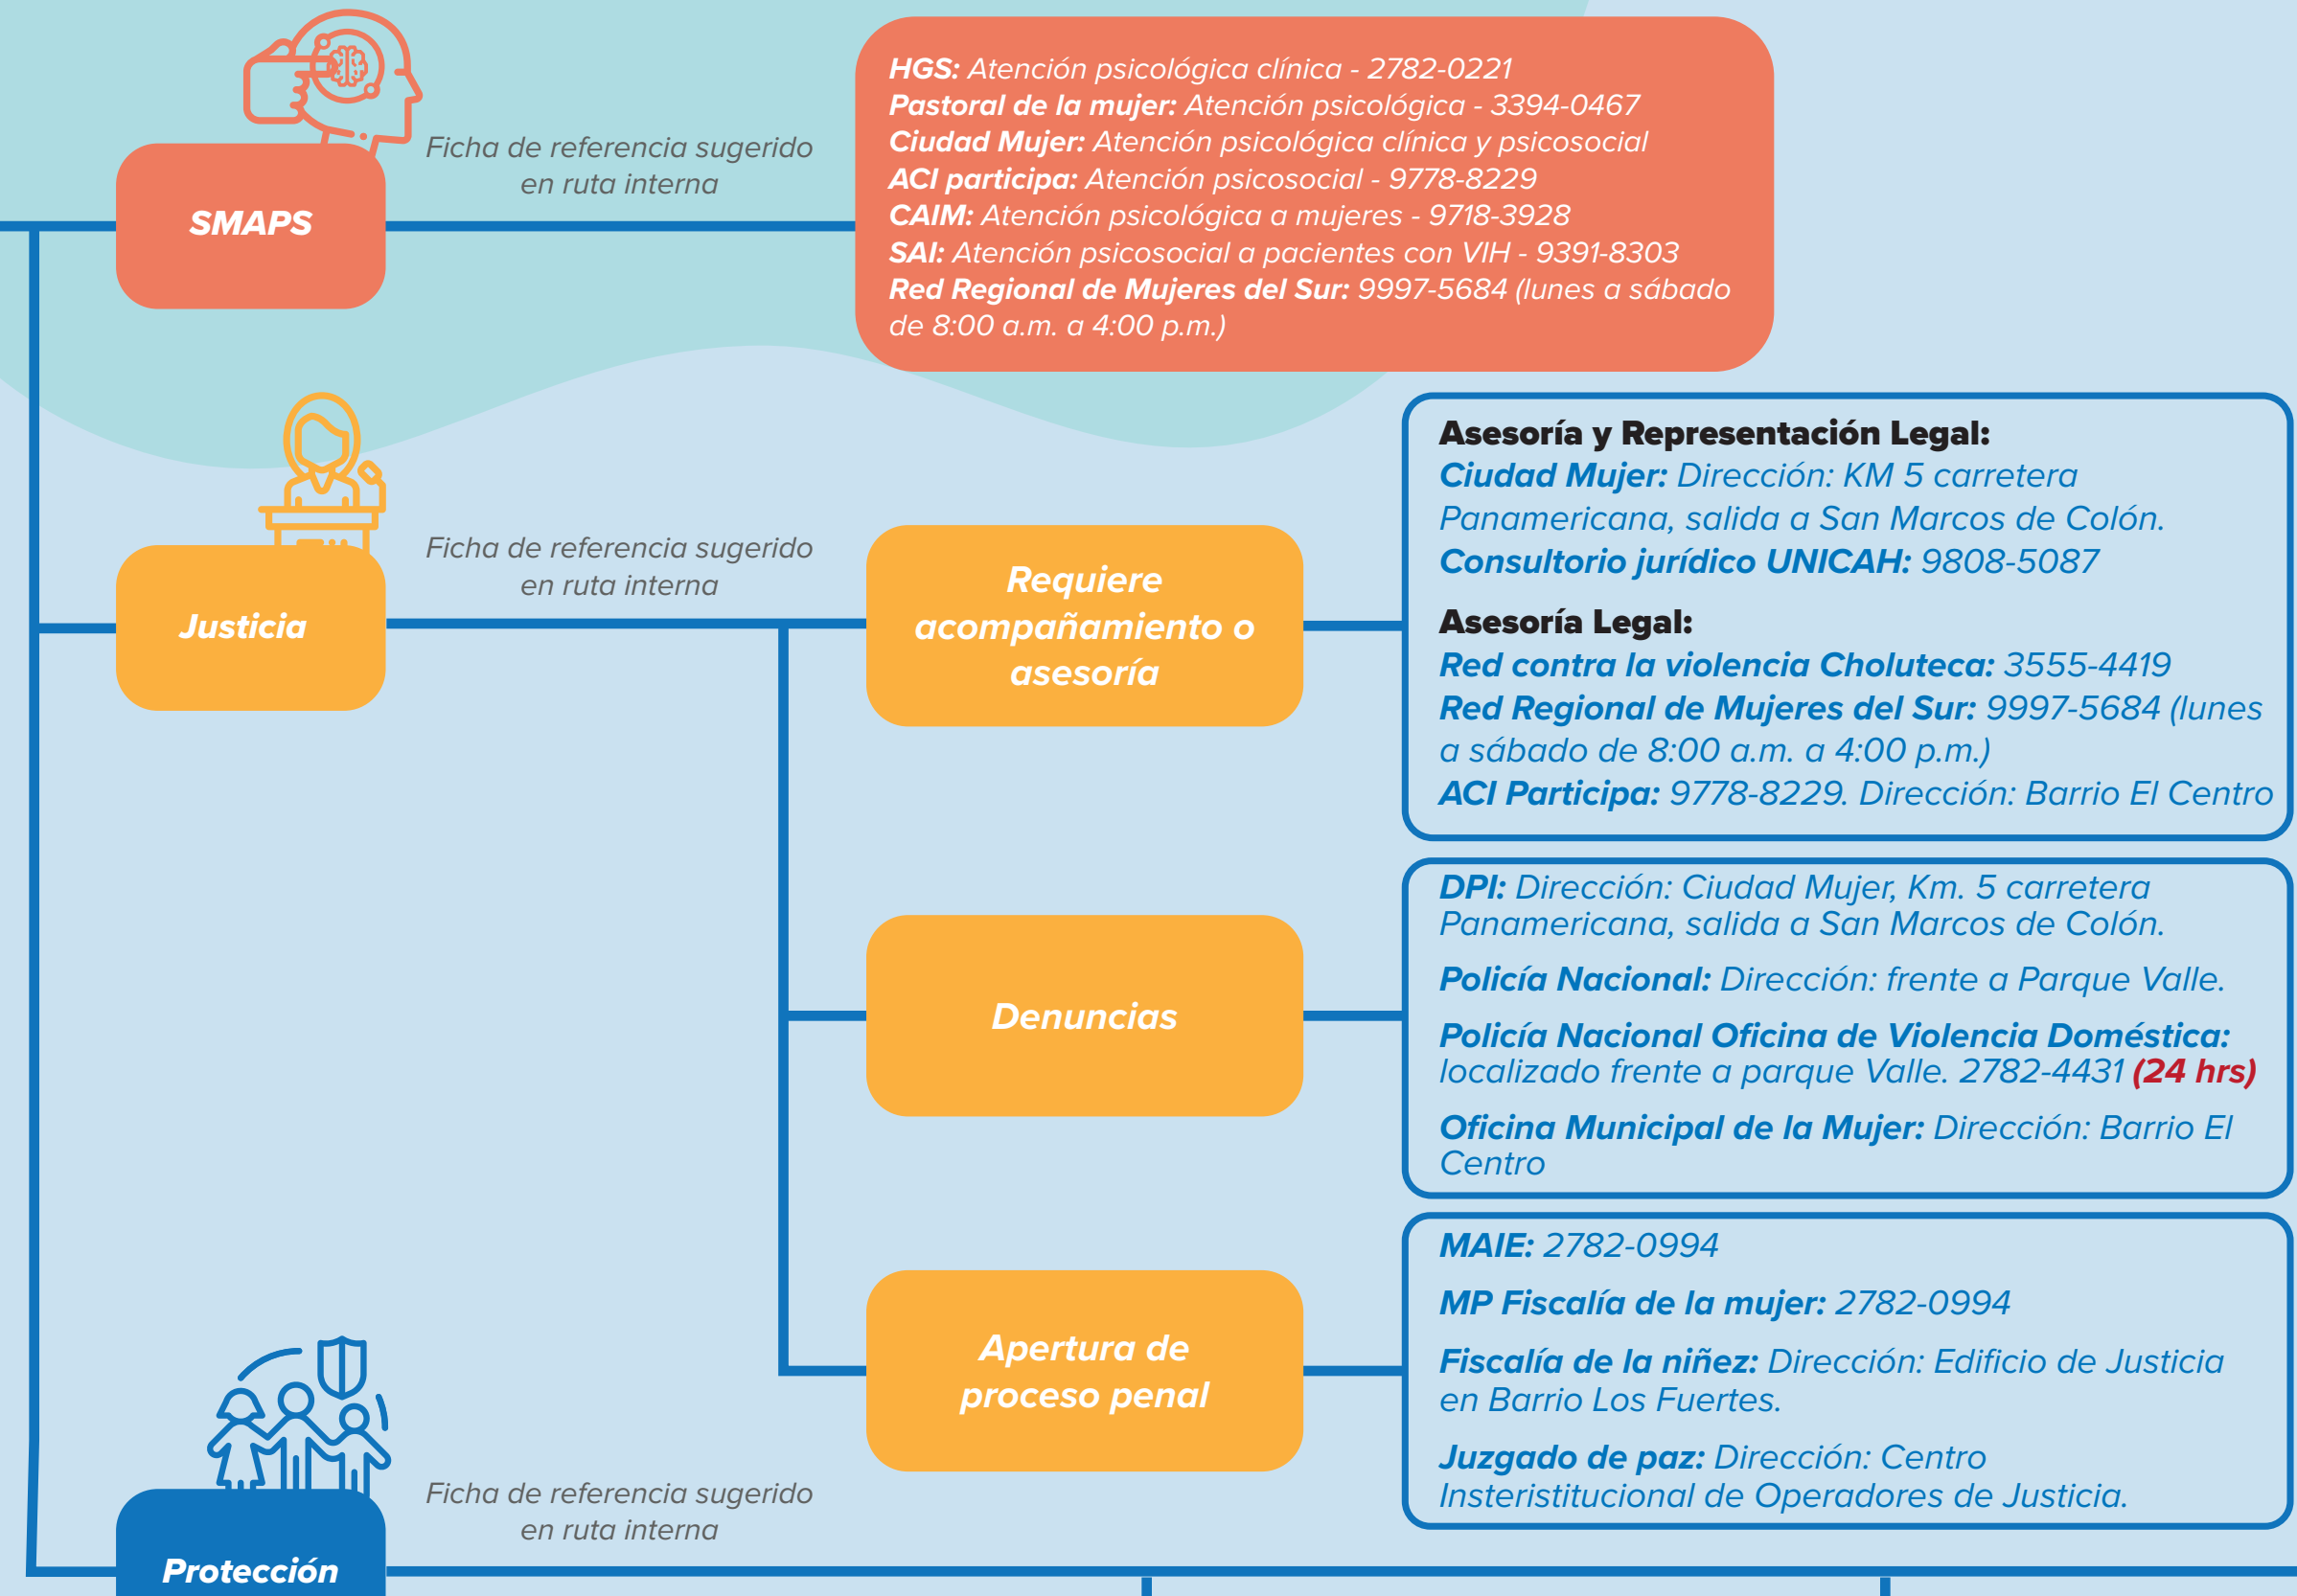 SMAPS
Ficha de referencia sugerido
en ruta interna
HGS: Atención psicológica clínica - 2782-0221
Pastoral de la mujer: Atención psicológica - 3394-0467
Ciudad Mujer: Atención psicológica clínica y psicosocial
ACI participa: Atención psicosocial - 9778-8229
CAIM: Atención psicológica a mujeres - 9718-3928
SAI: Atención psicosocial a pacientes con VIH - 9391-8303
Red Regional de Mujeres del Sur: 9997-5684 (lunes a sábado
de 8:00 a.m. a 4:00 p.m.)
Justicia
Ficha de referencia sugerido
en ruta interna
Requiere
acompañamiento o
asesoría
Asesoría y Representación Legal:
Ciudad Mujer: Dirección: KM 5 carretera
Panamericana, salida a San Marcos de Colón.
Consultorio jurídico UNICAH: 9808-5087
Asesoría Legal:
Red contra la violencia Choluteca: 3555-4419
Red Regional de Mujeres del Sur: 9997-5684 (lunes
a sábado de 8:00 a.m. a 4:00 p.m.)
ACI Participa: 9778-8229. Dirección: Barrio El Centro
Denuncias
DPI: Dirección: Ciudad Mujer, Km. 5 carretera
Panamericana, salida a San Marcos de Colón.
Policía Nacional: Dirección: frente a Parque Valle.
Policía Nacional Oficina de Violencia Doméstica:
localizado frente a parque Valle. 2782-4431 (24 hrs)
Oficina Municipal de la Mujer: Dirección: Barrio El
Centro
Apertura de
proceso penal
MAIE: 2782-0994
MP Fiscalía de la mujer: 2782-0994
Fiscalía de la niñez: Dirección: Edificio de Justicia
en Barrio Los Fuertes.
Juzgado de paz: Dirección: Centro
Insteristitucional de Operadores de Justicia.
Protección
Ficha de referencia sugerido
en ruta interna